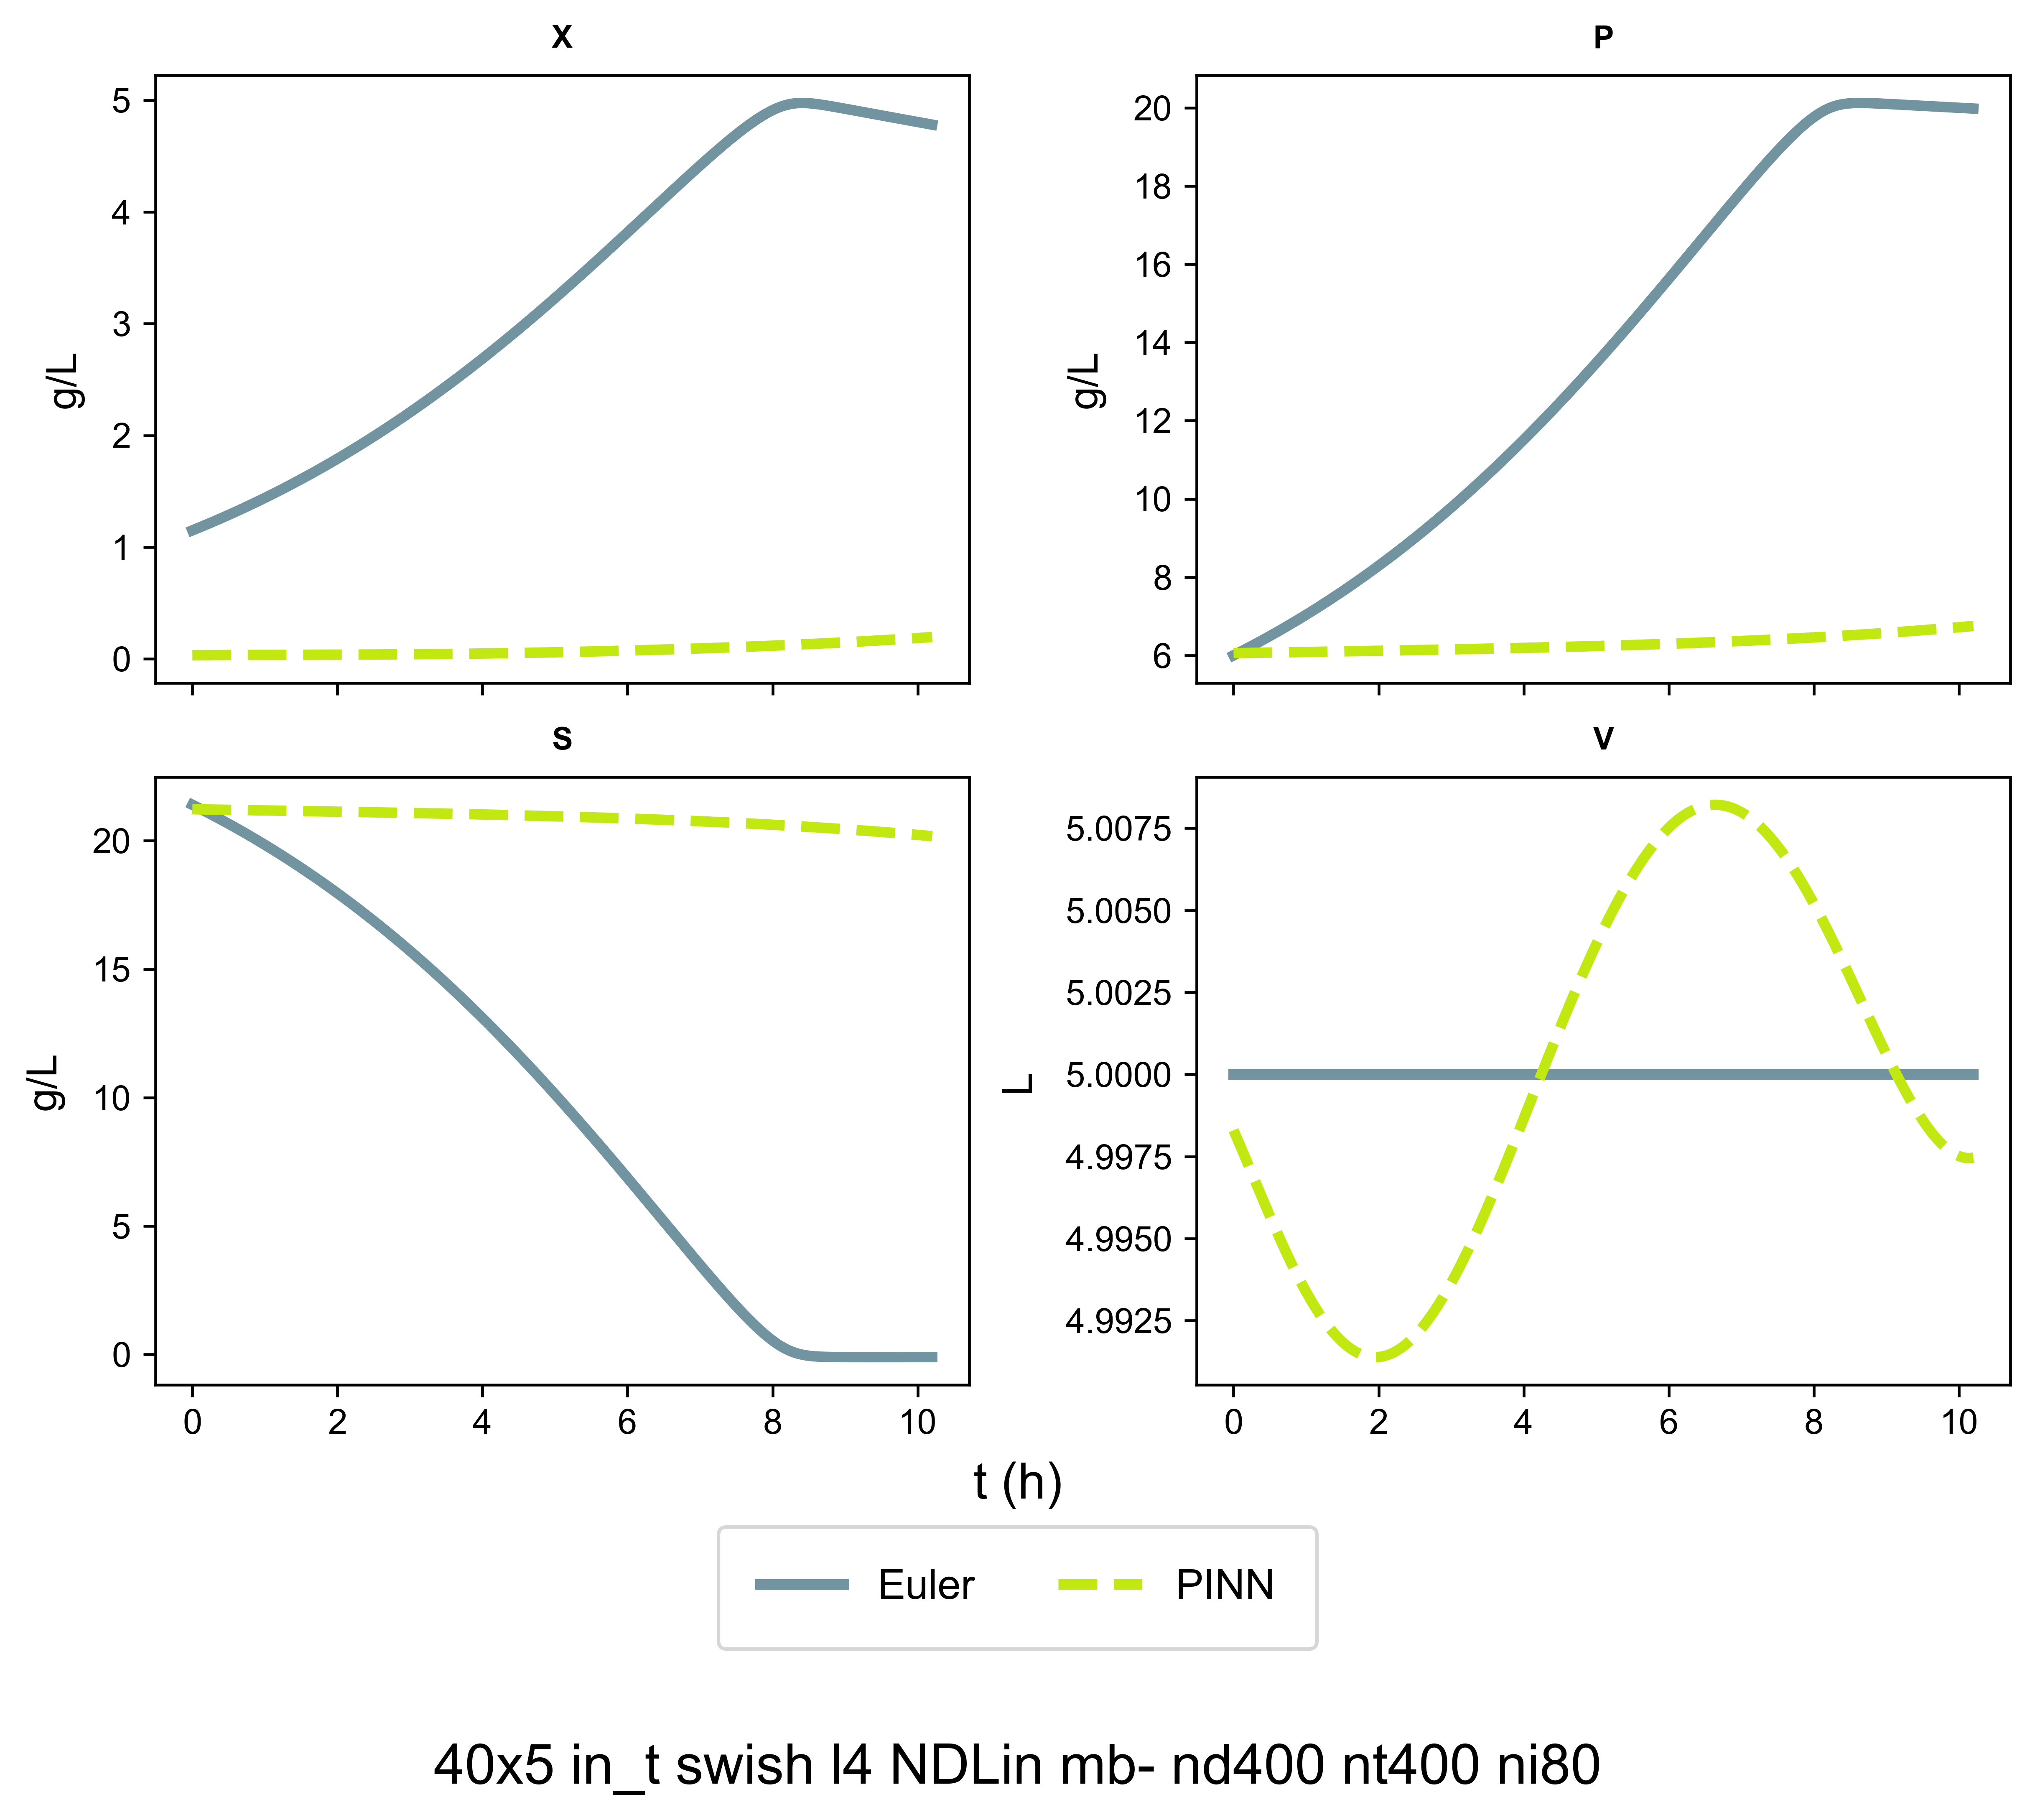 X
5
4
3
2
1
0
g/L
P
20
18
16
14
12
10
8
6
g/L
S
20
15
10
5
0
g/L
0 2 4 6 8 10
V
5.0075
5.0050
5.0025
5.0000
4.9975
4.9950
4.9925
L
0 2 4 6 8 10
t (h)
Euler PINN
40x5 in_t swish l4 NDLin mb- nd400 nt400 ni80